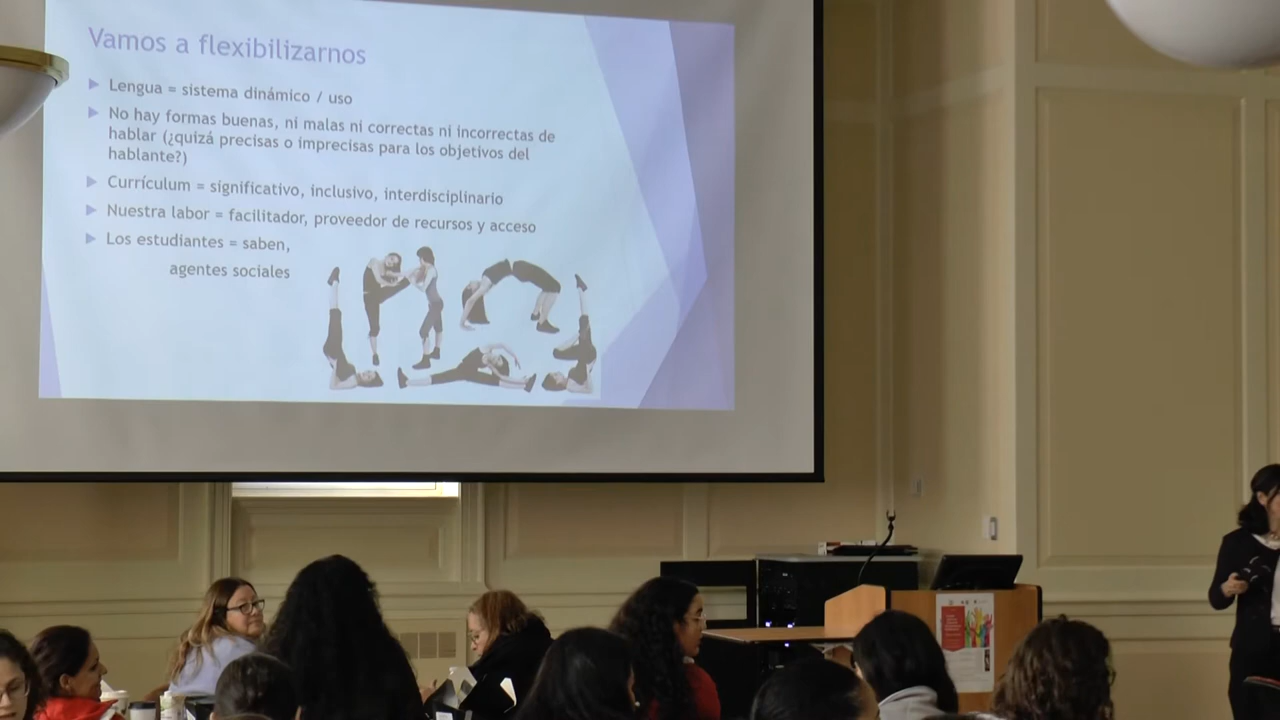 Vamos a flexibilizarnos
Lengua = sistema dinámico / uso
No hay formas buenas, ni malas ni correctas ni incorrectas de
hablar (¿quizá precisas o imprecisas para los objetivos del
hablante?)
Currículum = significativo, inclusivo, interdisciplinario
Nuestra labor = facilitador, proveedor de recursos y acceso
Los estudiantes = saben,
agentes sociales